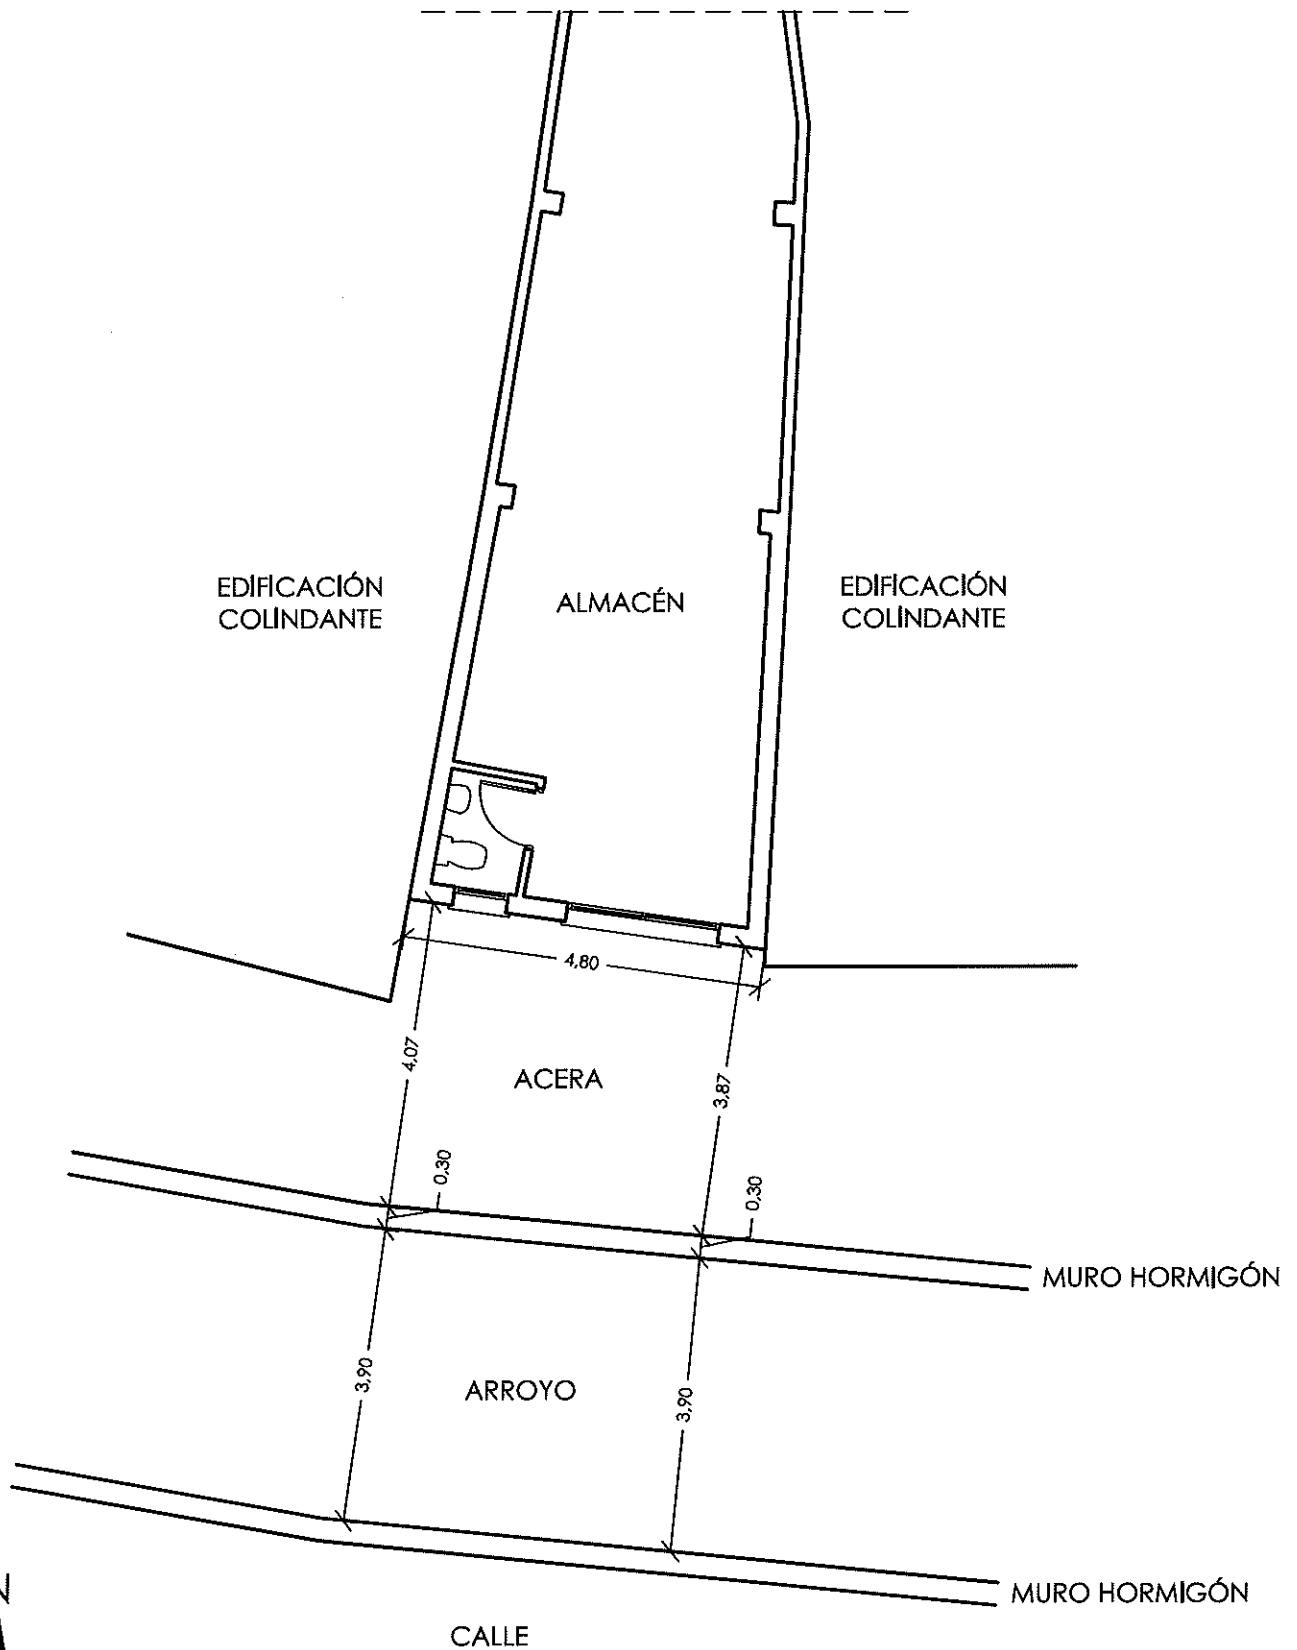 EDIFICACIÓN
COLINDANTE
ALMACÉN
EDIFICACIÓN
COLINDANTE
4,80
4,07
ACERA
3,87
0,30
0,30
MURO HORMIGÓN
3,90
ARROYO
3,90
MURO HORMIGÓN
N
CALLE